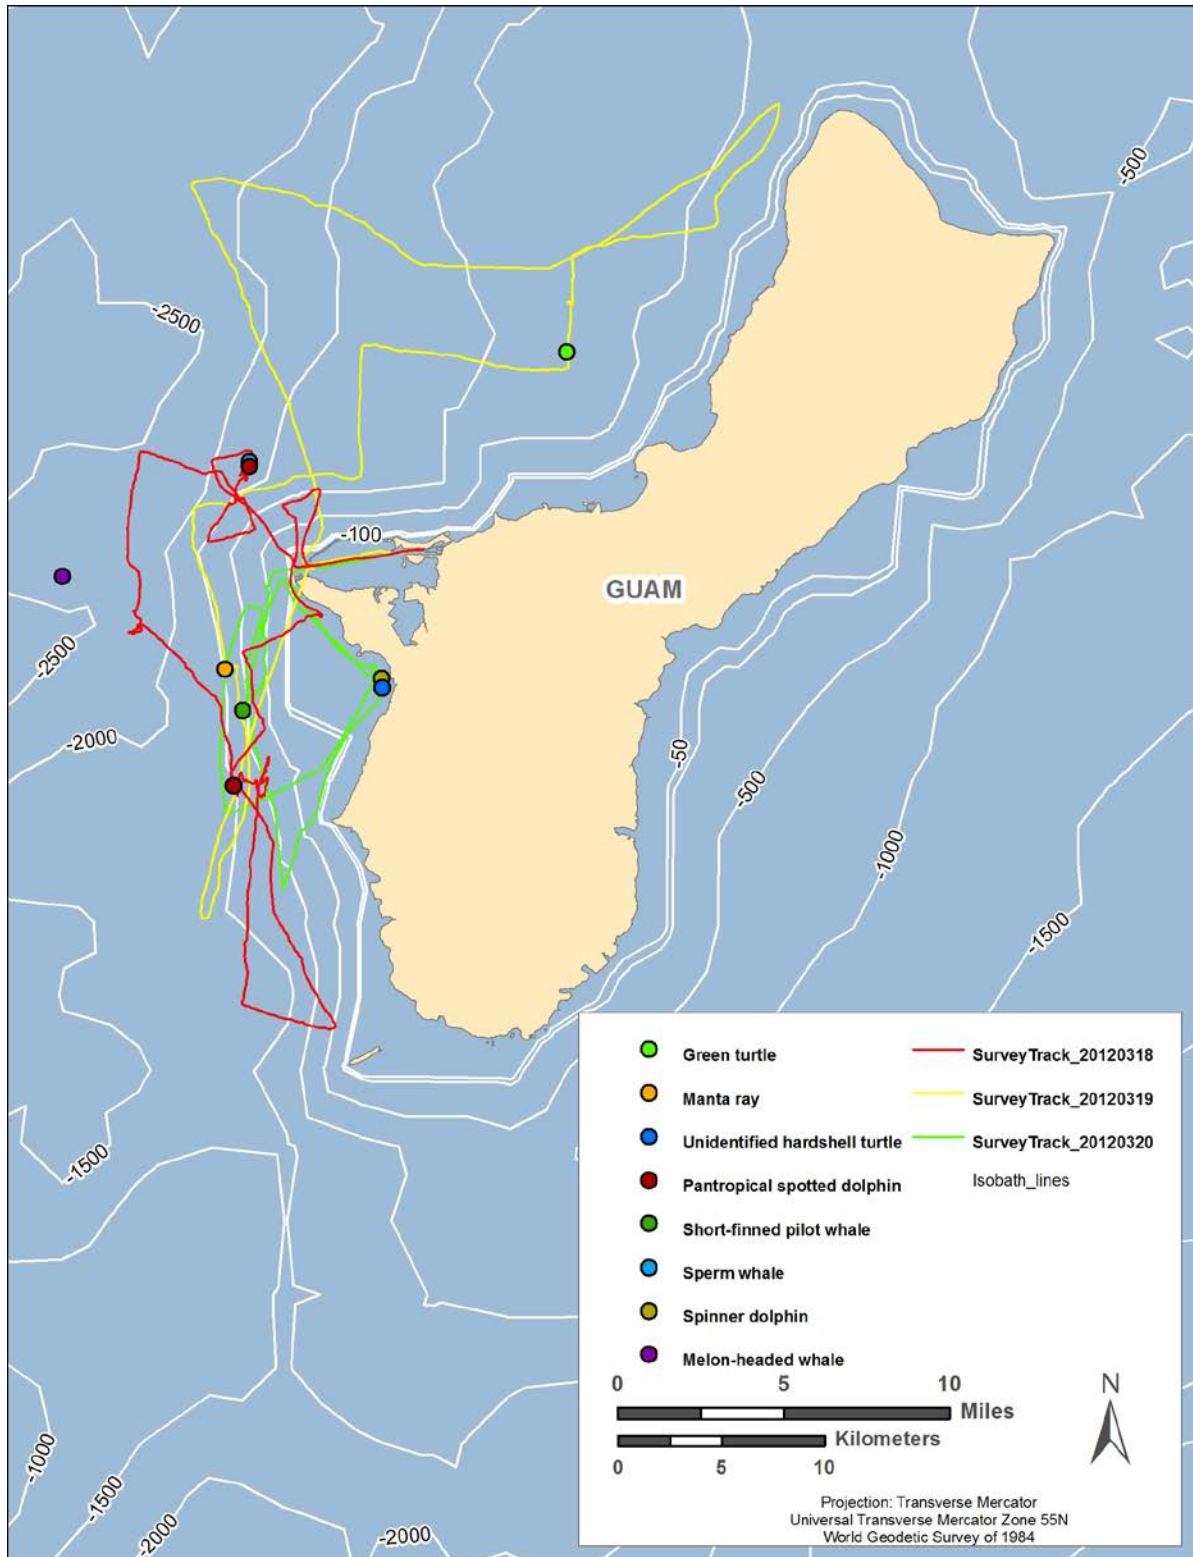 -500
-2500
-100
GUAM
-2500
-2000
-50
-500
-1000
-1500
-1500
-1000
-1500
-2000
-2000
Green turtle
SurveyTrack_20120318
Manta ray
SurveyTrack_20120319
Unidentified hardshell turtle
SurveyTrack_20120320
Pantropical spotted dolphin
Isobath_lines
Short-finned pilot whale
Sperm whale
Spinner dolphin
Melon-headed whale
0 5 10
Miles
Kilometers
0 5 10
N
Projection: Transverse Mercator
Universal Transverse Mercator Zone 55N
World Geodetic Survey of 1984